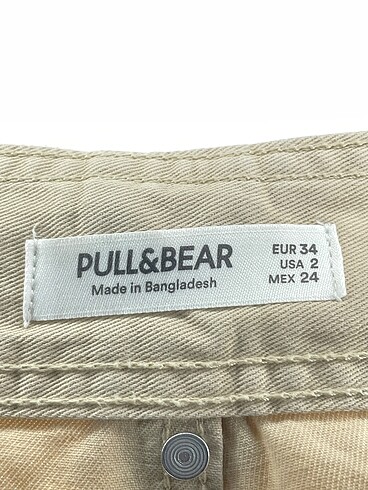 PULL&BEAR
Made in Bangladesh
EUR 34
USA 2
MEX 24